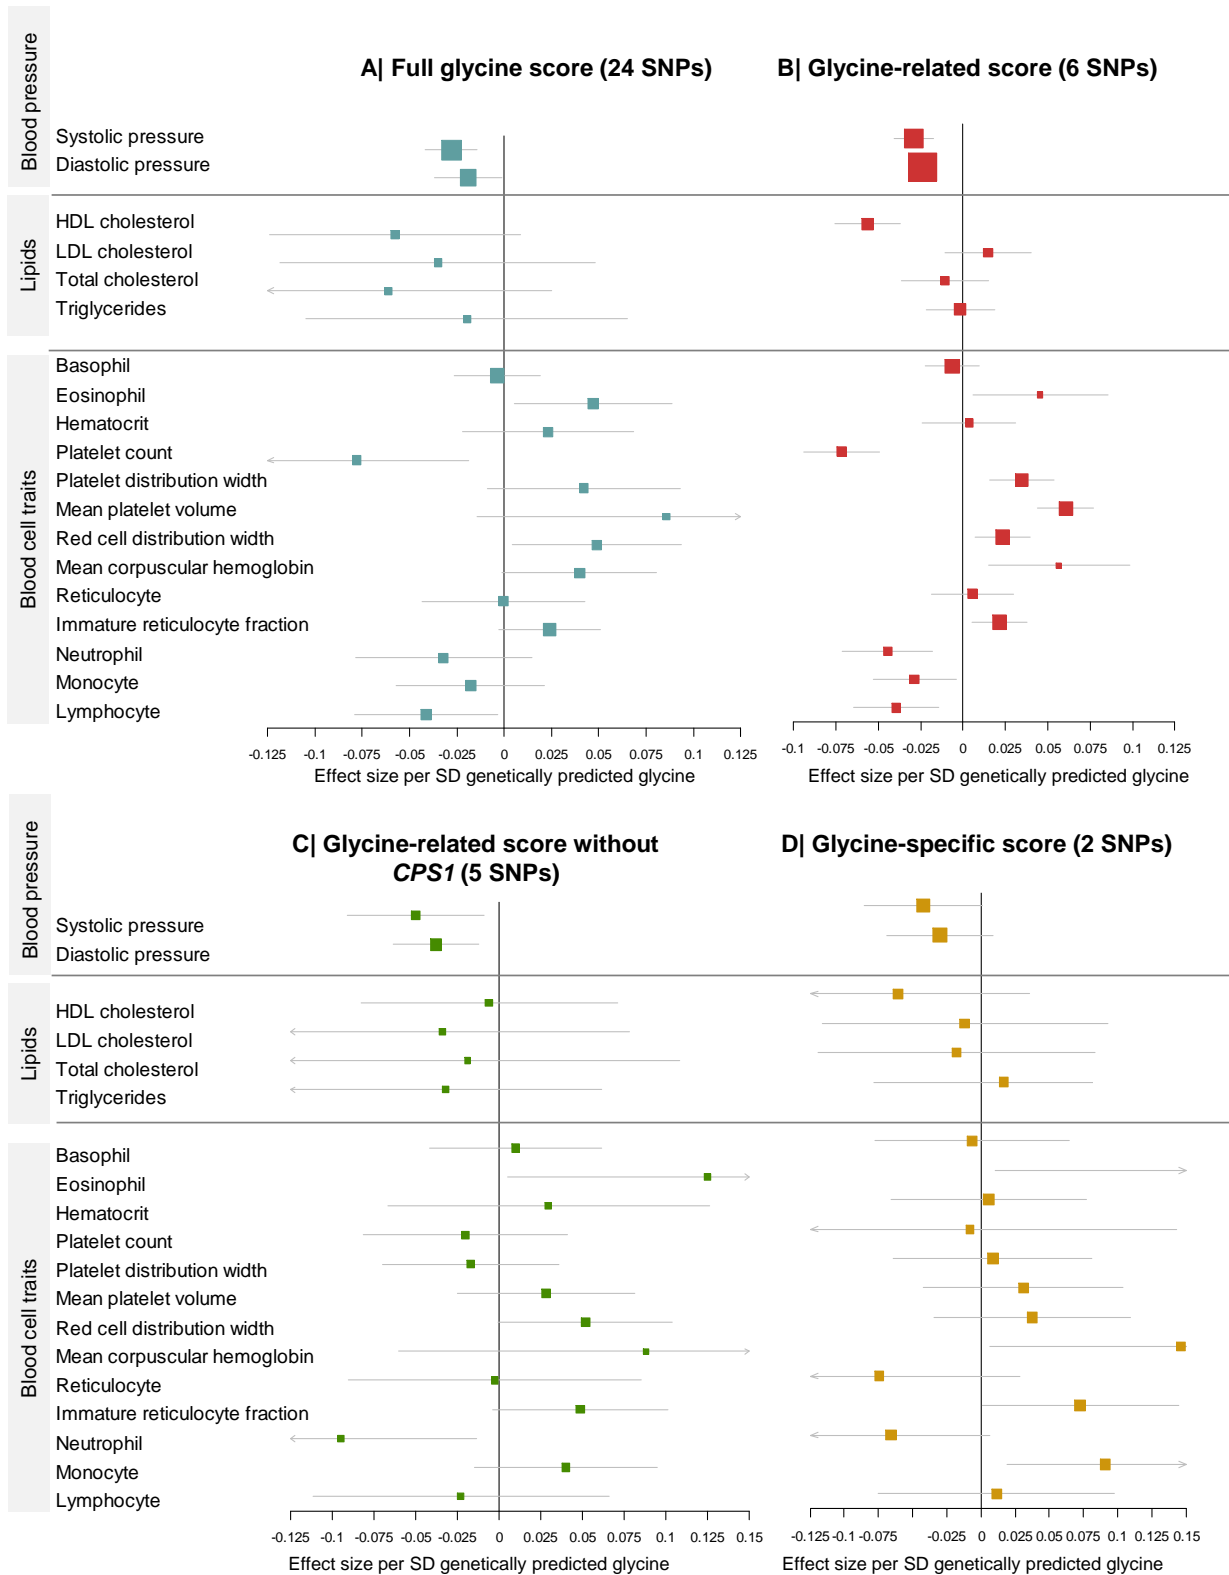 Blood pressure
A| Full glycine score (24 SNPs)
B| Glycine-related score (6 SNPs)
Systolic pressure
Diastolic pressure
Lipids
HDL cholesterol
LDL cholesterol
Total cholesterol
Triglycerides
Blood cell traits
Basophil
Eosinophil
Hematocrit
Platelet count
Platelet distribution width
Mean platelet volume
Red cell distribution width
Mean corpuscular hemoglobin
Reticulocyte
Immature reticulocyte fraction
Neutrophil
Monocyte
Lymphocyte
-0.125 -0.1 -0.075 -0.025 0 0.025 0.05 0.075 0.1 0.125
Effect size per SD genetically predicted glycine
-0.1 -0.05 -0.025 0 0.025 0.05 0.075 0.1 0.125
Effect size per SD genetically predicted glycine
Blood pressure
C| Glycine-related score without
CPS1 (5 SNPs)
D| Glycine-specific score (2 SNPs)
Systolic pressure
Diastolic pressure
Lipids
HDL cholesterol
LDL cholesterol
Total cholesterol
Triglycerides
Blood cell traits
Basophil
Eosinophil
Hematocrit
Platelet count
Platelet distribution width
Mean platelet volume
Red cell distribution width
Mean corpuscular hemoglobin
Reticulocyte
Immature reticulocyte fraction
Neutrophil
Monocyte
Lymphocyte
-0.125 -0.1 -0.075 -0.025 0 0.025 0.05 0.075 0.1 0.125 0.15
Effect size per SD genetically predicted glycine
-0.125 -0.1 -0.075 -0.025 0 0.025 0.05 0.075 0.1 0.125 0.15
Effect size per SD genetically predicted glycine